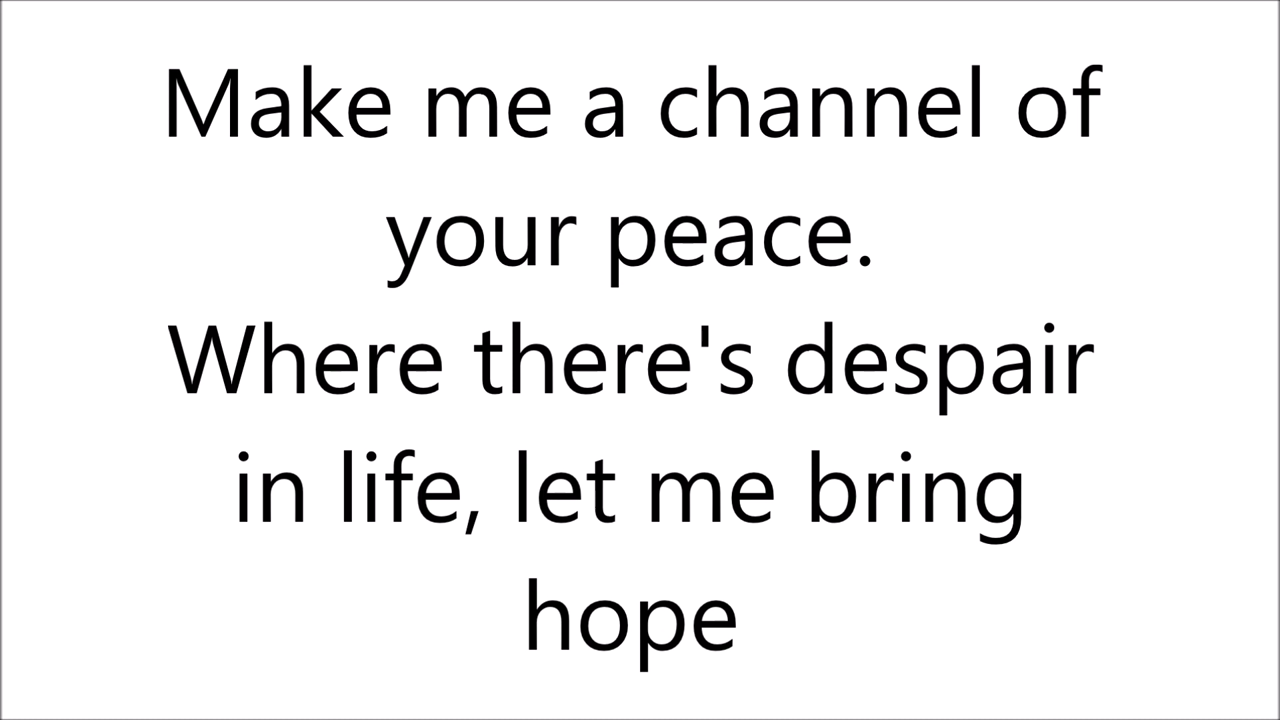 Make me a channel of
your peace.
Where there's despair
in life, let me bring
hope